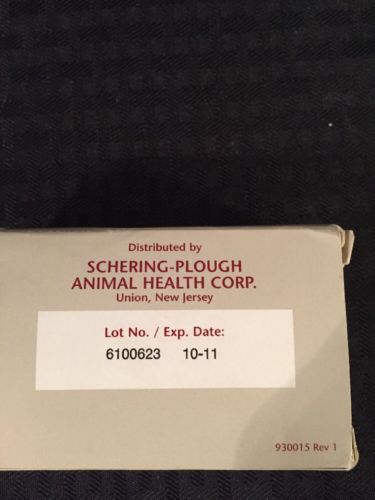 Distributed by
SCHERING-PLOUGH
ANIMAL HEALTH CORP.
Union, New Jersey
Lot No. / Exp. Date:
6100623 10-11
930015 Rev 1